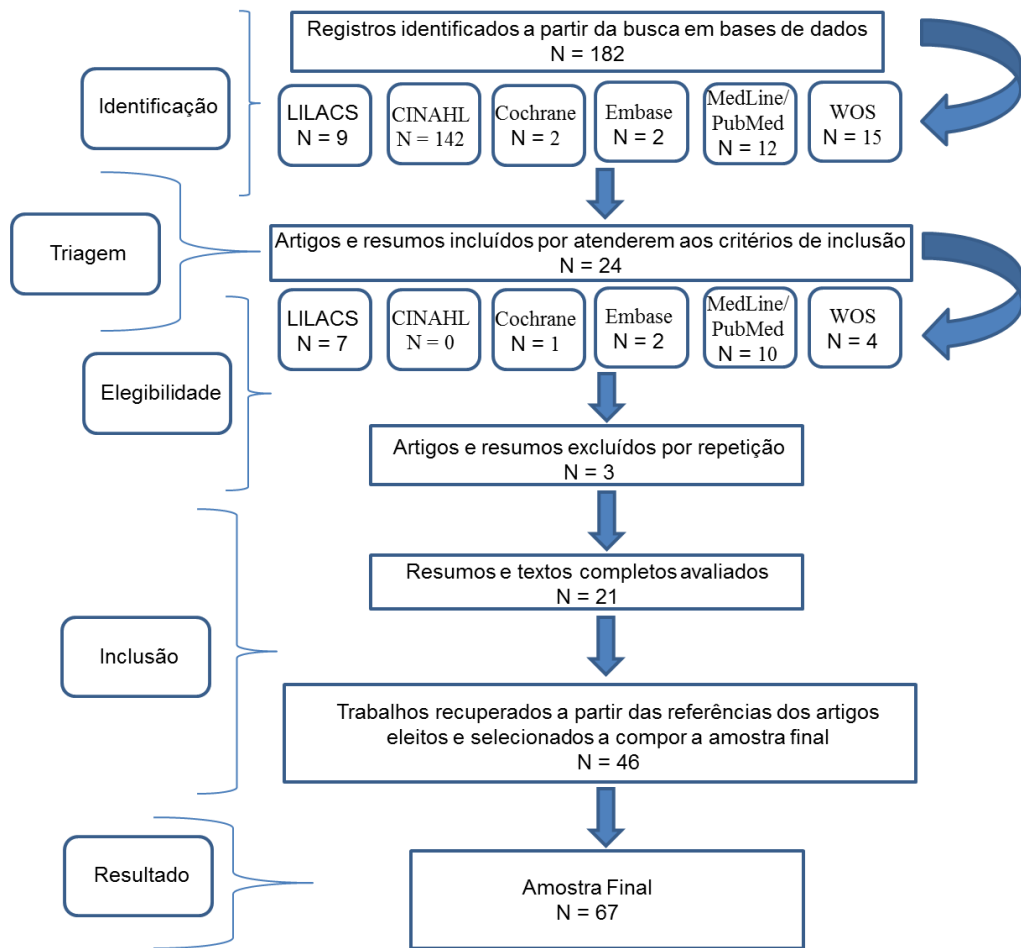 Registros identificados a partir da busca em bases de dados
N = 182
Identificação
LILACS
N = 9
CINAHL
N = 142
Cochrane
N = 2
Embase
N = 2
MedLine/
PubMed
N = 12
WOS
N = 15
Triagem
Artigos e resumos incluídos por atenderem aos critérios de inclusão
N = 24
LILACS
N = 7
CINAHL
N = 0
Cochrane
N = 1
Embase
N = 2
MedLine/
PubMed
N = 10
WOS
N = 4
Elegibilidade
Artigos e resumos excluídos por repetição
N = 3
Resumos e textos completos avaliados
N = 21
Inclusão
Trabalhos recuperados a partir das referências dos artigos
eleitos e selecionados a compor a amostra final
N = 46
Resultado
Amostra Final
N = 67